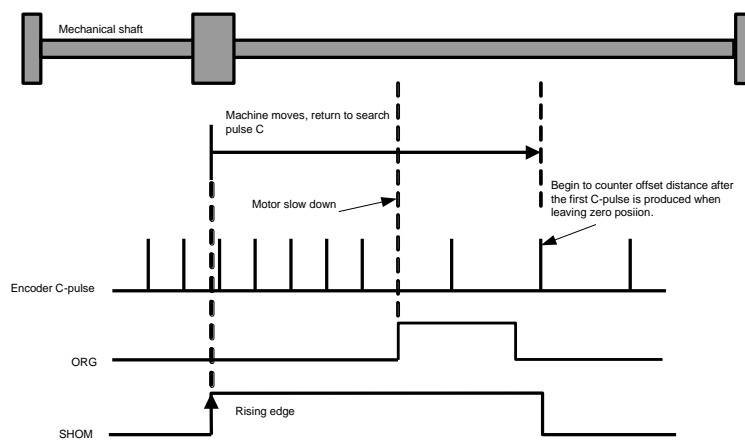 Mechanical shaft
Machine moves, return to search
pulse C
Begin to counter offset distance after
the first C-pulse is produced when
leaving zero posiion.
Motor slow down
Encoder C-pulse
ORG
Rising edge
SHOM